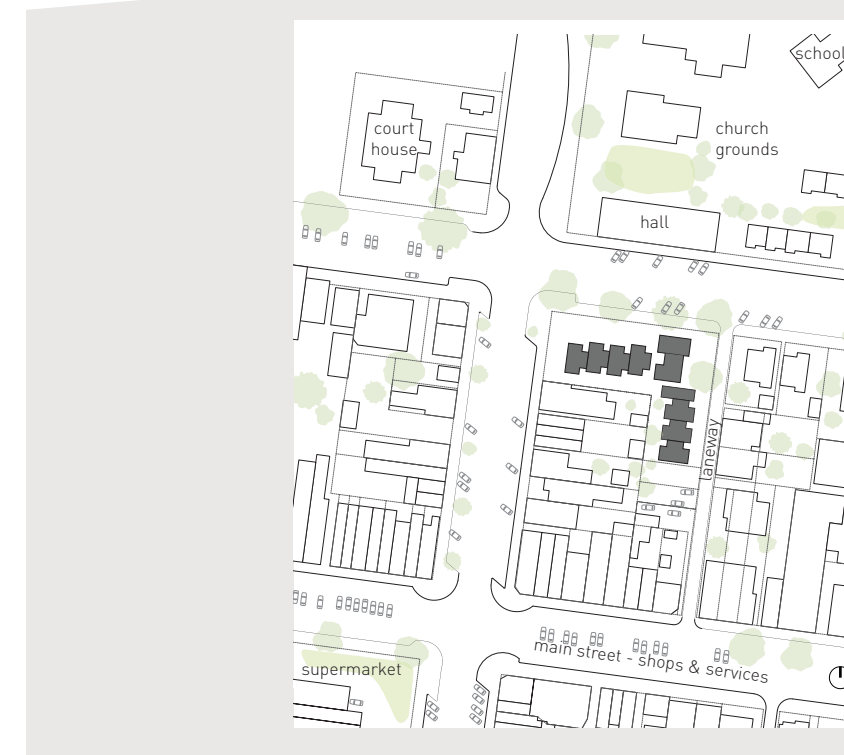 school
court
house
church
grounds
hall
laneway
main street - shops & services
supermarket